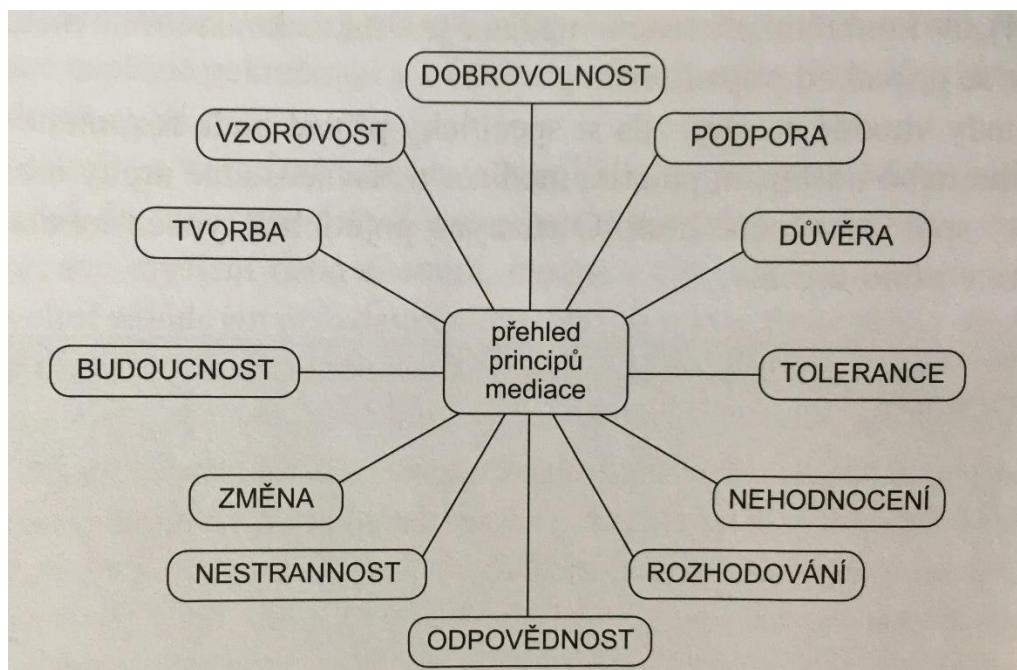 DOBROVOLNOST
VZOROVOST
PODPORA
TVORBA
DŮVĚRA
přehled
principů
mediace
BUDOUCNOST
TOLERANCE
ZMĚNA
NEHODNOCENÍ
NESTRANNOST
ROZHODOVÁNÍ
ODPOVĚDNOST